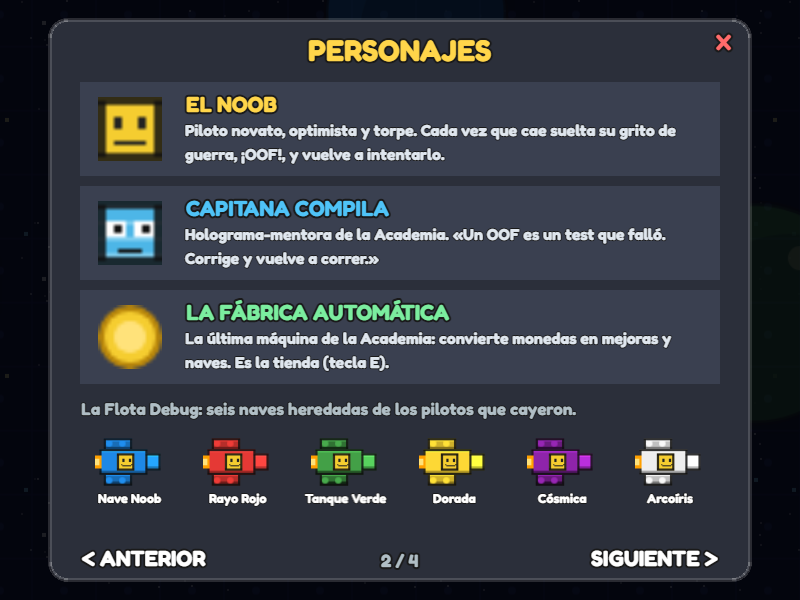 PERSONAJES
X
EL NOOB
Piloto novato, optimista y torpe. Cada vez que cae suelta su grito de
guerra, ¡OOF!, y vuelve a intentarlo.
CAPITANA COMPILA
Holograma-mentora de la Academia. «Un OOF es un test que falló.
Corrige y vuelve a correr.»
LA FÁBRICA AUTOMÁTICA
La última máquina de la Academia: convierte monedas en mejoras y
naves. Es la tienda (tecla E).
La Flota Debug: seis naves heredadas de los pilotos que cayeron.
Nave Noob Rayo Rojo Tanque Verde Dorada Cósmica Arcoíris
< ANTERIOR 2 / 4 SIGUIENTE >